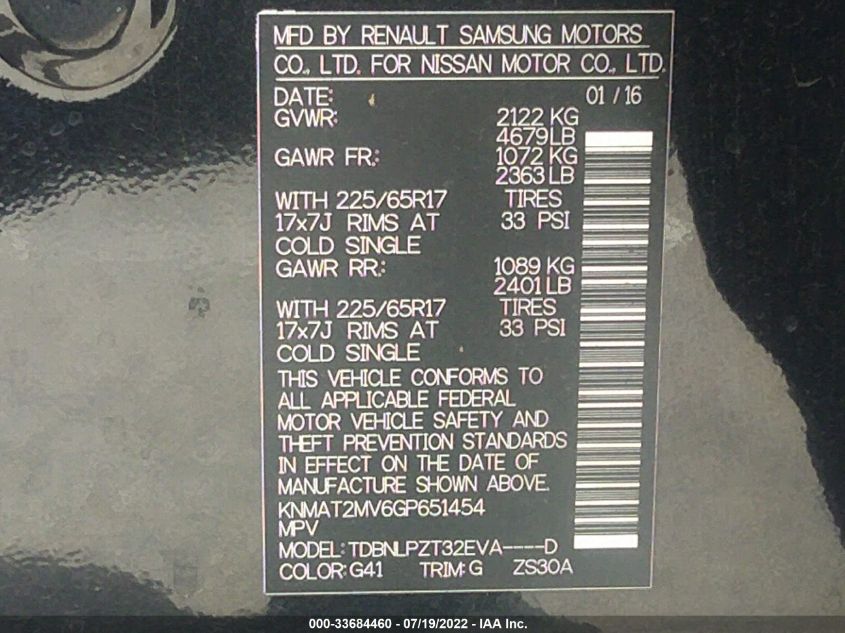 MFD BY RENAULT SAMSUNG MOTORS
CO., LTD. FOR NISSAN MOTOR CO., LTD.
DATE: 01 / 16
GVWR: 2122 KG
4679 LB
GAWR FR.: 1072 KG
2363 LB
WITH 225/65R17 TIRES
17x7J RIMS AT 33 PSI
COLD SINGLE
GAWR RR.: 1089 KG
2401 LB
WITH 225/65R17 TIRES
17x7J RIMS AT 33 PSI
COLD SINGLE
THIS VEHICLE CONFORMS TO
ALL APPLICABLE FEDERAL
MOTOR VEHICLE SAFETY AND
THEFT PREVENTION STANDARDS
IN EFFECT ON THE DATE OF
MANUFACTURE SHOWN ABOVE.
KNMAT2MV6GP651454
MPV
MODEL: TDBNLPZT32EVA----D
COLOR: G41 TRIM: G ZS30A
000-33684460 - 07/19/2022 - IAA Inc.